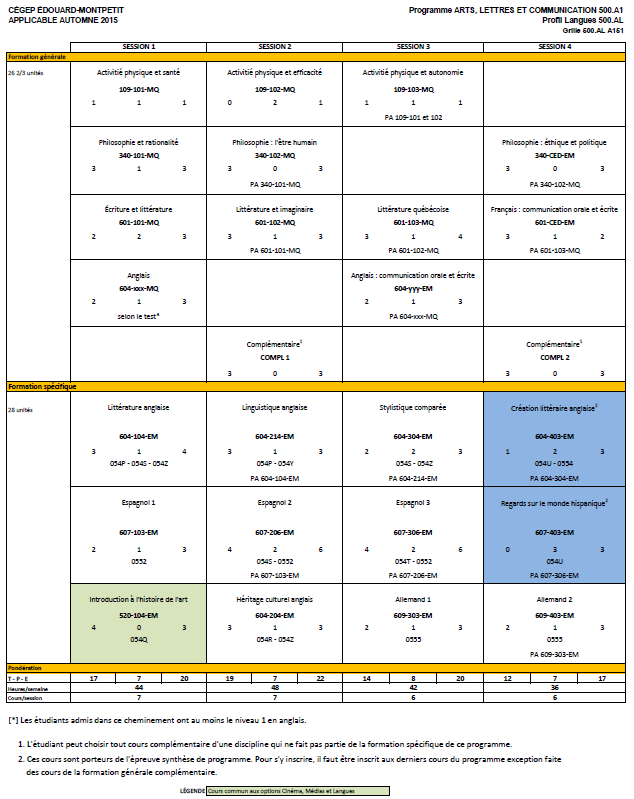 CÉGEP ÉDOUARD-MONTPETIT
APPLICABLE AUTOMNE 2015
Programme ARTS, LETTRES ET COMMUNICATION 500.A1
Profil Langues 500.AL
Grille 500.AL A151
SESSION 1 SESSION 2 SESSION 3 SESSION 4
Formation générale
26 2/3 unités
Activitié physique et santé Activitié physique et efficacité Activitié physique et autonomie
109-101-MQ 109-102-MQ 109-103-MQ
1 1 1 0 2 1 1 1 1
PA 109-101 et 102
Philosophie et rationalité Philosophie : l'être humain Philosophie : éthique et politique
340-101-MQ 340-102-MQ 340-CED-EM
3 1 3 3 0 3 3 0 3
PA 340-101-MQ PA 340-102-MQ
Écriture et littérature Littérature et imaginaire Littérature québécoise Français : communication orale et écrite
601-101-MQ 601-102-MQ 601-103-MQ 601-CED-EM
2 2 3 3 1 3 3 1 4 3 1 2
PA 601-101-MQ PA 601-102-MQ PA 601-103-MQ
Anglais Anglais : communication orale et écrite
604-xxx-MQ 604-yyy-EM
2 1 3 2 1 3
selon le test* PA 604-xxx-MQ
Complémentaire¹ Complémentaire¹
COMPL 1 COMPL 2
3 0 3 3 0 3
Formation spécifique
28 unités
Littérature anglaise Linguistique anglaise Stylistique comparée Création littéraire anglaise²
604-104-EM 604-214-EM 604-304-EM 604-403-EM
3 1 4 3 1 3 2 2 3 1 2 3
054P - 054S - 054Z 054P - 054Y 054S - 054Z 054U - 0554
PA 604-104-EM PA 604-214-EM PA 604-304-EM
Espagnol 1 Espagnol 2 Espagnol 3 Regards sur le monde hispanique²
607-103-EM 607-206-EM 607-306-EM 607-403-EM
2 1 3 4 2 6 4 2 6 0 3 3
0552 054S - 0552 054T - 0552 054U
PA 607-103-EM PA 607-206-EM PA 607-306-EM
Introduction à l'histoire de l'art Héritage culturel anglais Allemand 1 Allemand 2
520-104-EM 604-204-EM 609-303-EM 609-403-EM
4 0 3 3 1 3 2 1 3 2 1 3
054Q 054R - 054Z 0555 0555
PA 609-303-EM
Pondération
T - P - E 17 7 20 19 7 22 14 8 20 12 7 17
Heures/semaine 44 48 42 36
Cours/session 7 7 6 6
[*] Les étudiants admis dans ce cheminement ont au moins le niveau 1 en anglais.
1. L'étudiant peut choisir tout cours complémentaire d'une discipline qui ne fait pas partie de la formation spécifique de ce programme.
2. Ces cours sont porteurs de l'épreuve synthèse de programme. Pour s'y inscrire, il faut être inscrit aux derniers cours du programme exception faite
des cours de la formation générale complémentaire.
LÉGENDE Cours commun aux options Cinéma, Médias et Langues